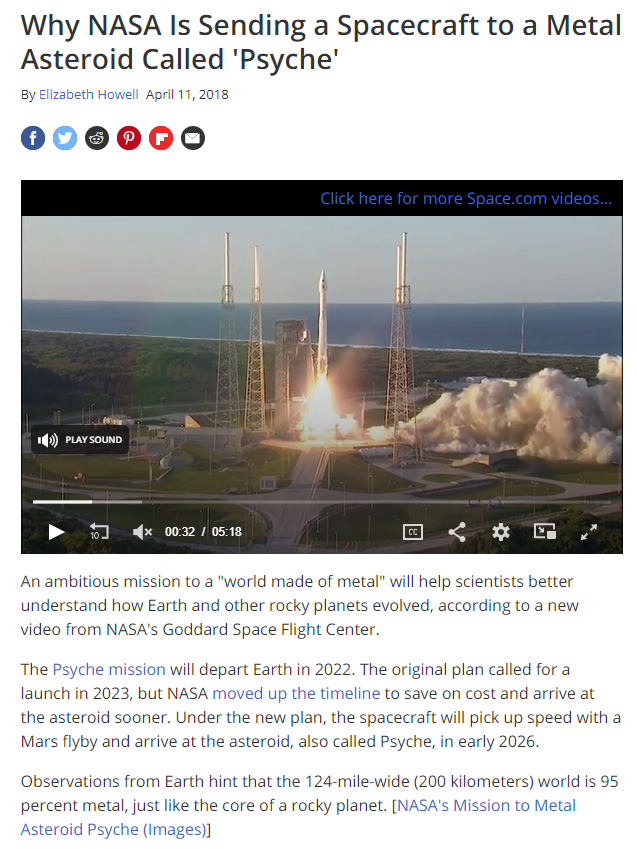 Why NASA Is Sending a Spacecraft to a Metal
Asteroid Called 'Psyche'
By Elizabeth Howell April 11, 2018
Click here for more Space.com videos...
PLAY SOUND
10
00:32 / 05:18
CC
An ambitious mission to a "world made of metal" will help scientists better
understand how Earth and other rocky planets evolved, according to a new
video from NASA's Goddard Space Flight Center.
The Psyche mission will depart Earth in 2022. The original plan called for a
launch in 2023, but NASA moved up the timeline to save on cost and arrive at
the asteroid sooner. Under the new plan, the spacecraft will pick up speed with a
Mars flyby and arrive at the asteroid, also called Psyche, in early 2026.
Observations from Earth hint that the 124-mile-wide (200 kilometers) world is 95
percent metal, just like the core of a rocky planet. [NASA's Mission to Metal
Asteroid Psyche (Images)]